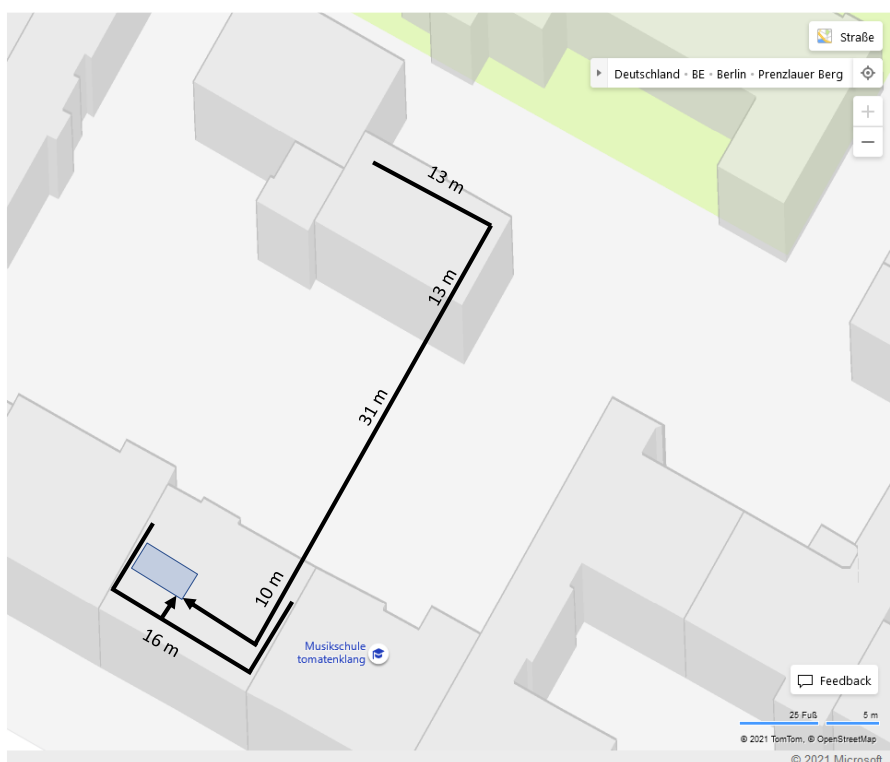 Straße
Deutschland • BE • Berlin • Prenzlauer Berg
13 m
13 m
31 m
10 m
16 m
Musikschule
tomatenklang
Feedback
25 Fuß 5 m
© 2021 TomTom, © OpenStreetMap
© 2021 Microsoft